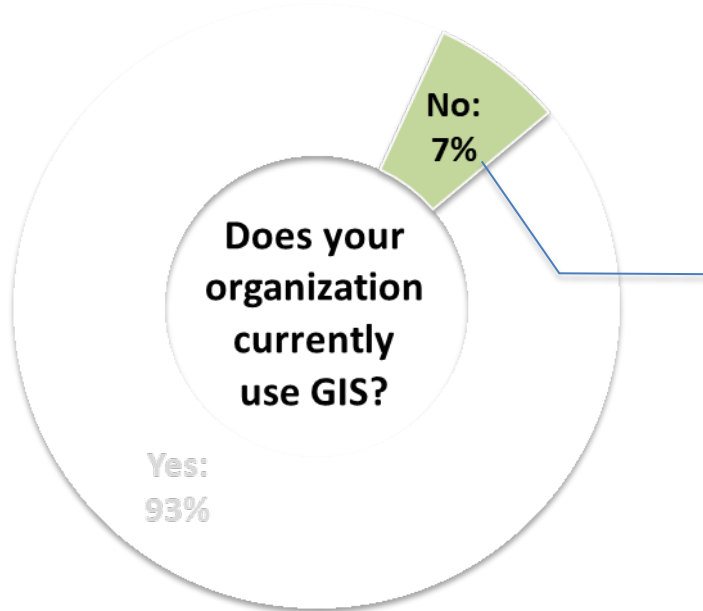 No:
7%
Does your
organization
currently
use GIS?
Yes:
93%